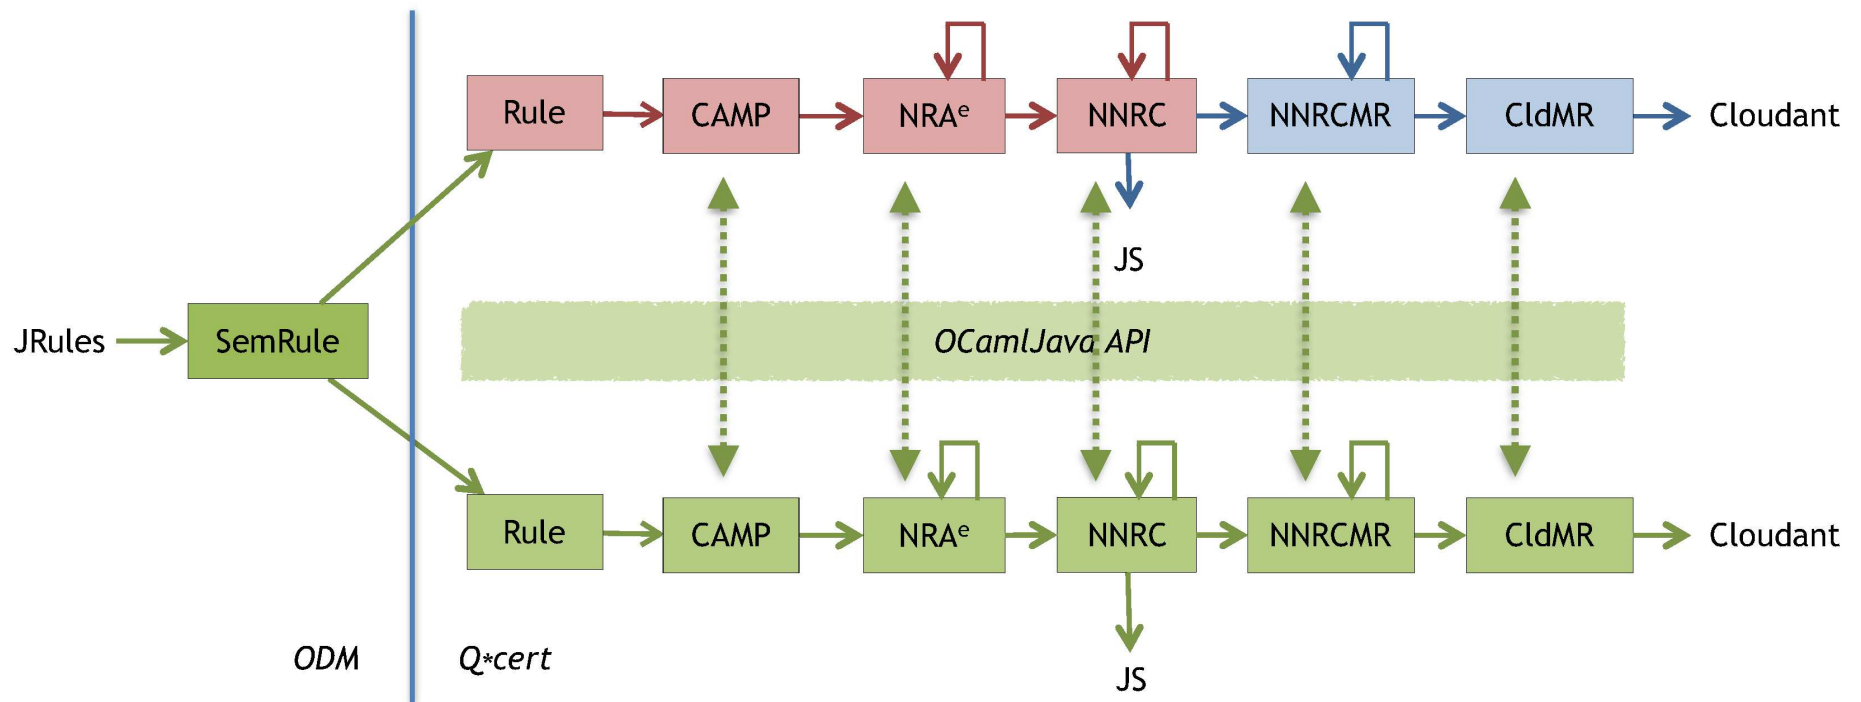 Rule
CAMP
NRAᵉ
NNRC
NNRCMR
CldMR
Cloudant
JS
JRules
SemRule
OCamlJava API
Rule
CAMP
NRAᵉ
NNRC
NNRCMR
CldMR
Cloudant
ODM
Q*cert
JS